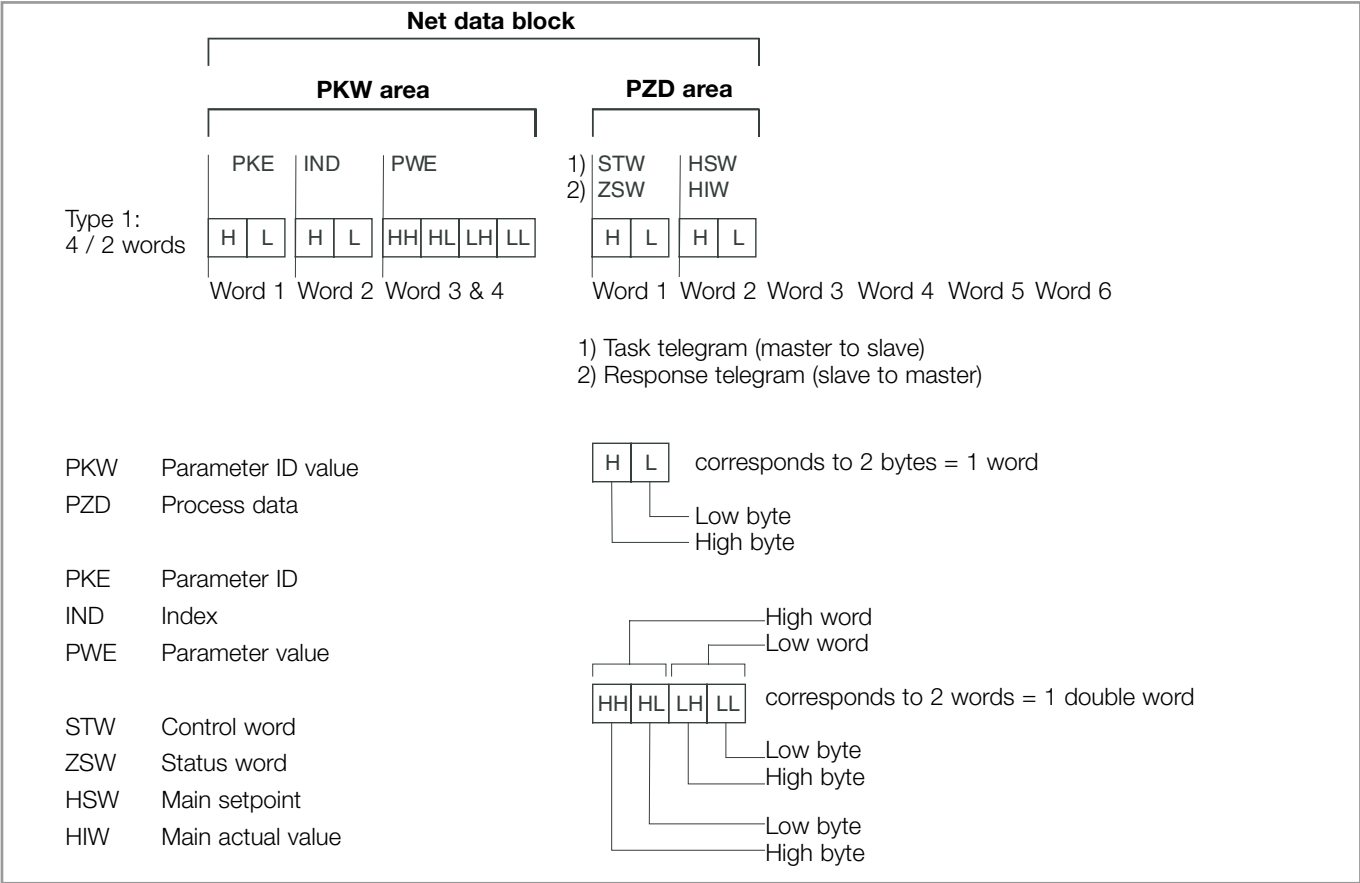 Net data block
PKW area PZD area
PKE IND PWE 1) STW HSW
2) ZSW HIW
Type 1:
4 / 2 words
H L H L HH HL LH LL H L H L
Word 1 Word 2 Word 3 & 4 Word 1 Word 2 Word 3 Word 4 Word 5 Word 6
1) Task telegram (master to slave)
2) Response telegram (slave to master)
PKW Parameter ID value
PZD Process data
PKE Parameter ID
IND Index
PWE Parameter value
STW Control word
ZSW Status word
HSW Main setpoint
HIW Main actual value
H L corresponds to 2 bytes = 1 word
Low byte
High byte
High word
Low word
HH HL LH LL corresponds to 2 words = 1 double word
Low byte
High byte
Low byte
High byte